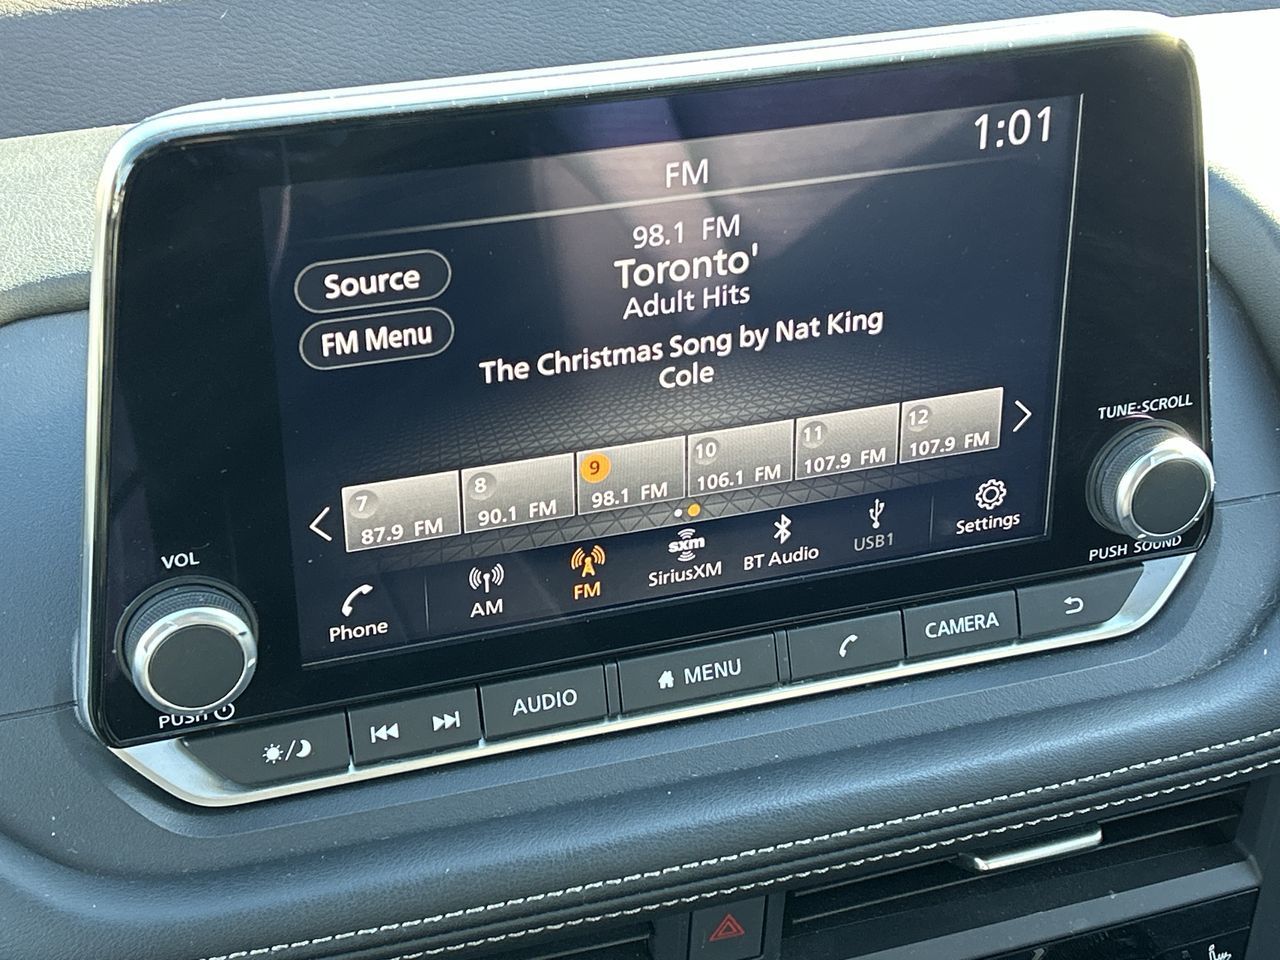 1:01
FM
98.1 FM
Toronto'
Adult Hits
Source
FM Menu
The Christmas Song by Nat King
Cole
7
87.9 FM
8
90.1 FM
9
98.1 FM
10
106.1 FM
11
107.9 FM
12
107.9 FM
Phone
AM
FM
sxm
SiriusXM
BT Audio
USB1
Settings
VOL
PUSH
TUNE·SCROLL
PUSH SOUND
AUDIO
MENU
CAMERA